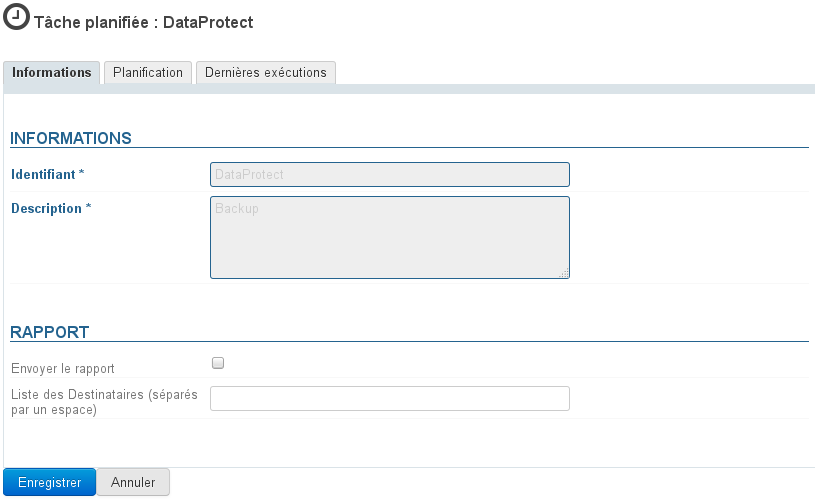 Tâche planifiée : DataProtect
Informations Planification Dernières exécutions
INFORMATIONS
Identifiant * DataProtect
Description * Backup
RAPPORT
Envoyer le rapport
Liste des Destinataires (séparés
par un espace)
Enregistrer Annuler